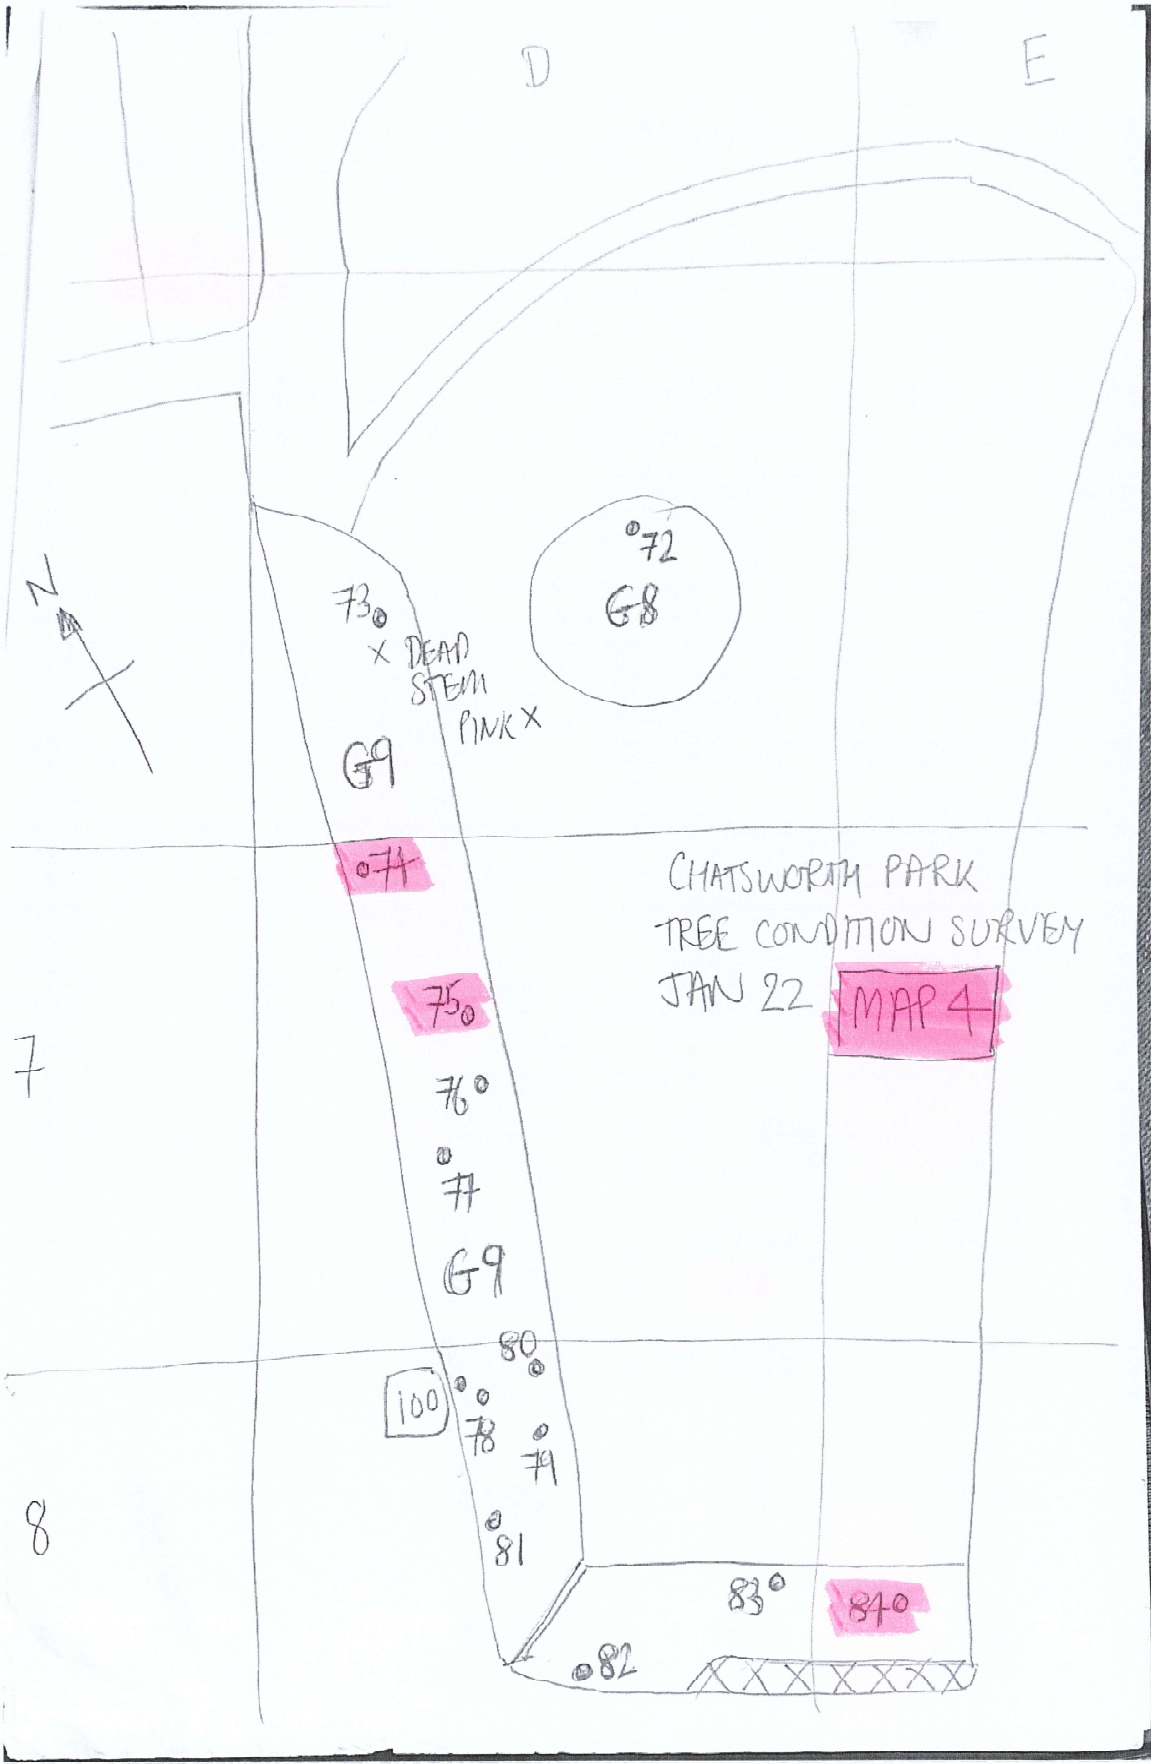 D
E
72
G8
N
73
X DEAD
STEM
PINK X
G9
74
CHATSWORTH PARK
TREE CONDITION SURVEY
JAN 22
MAP 4
75
7
76
77
G9
80
100
78
79
8
81
83
84
82